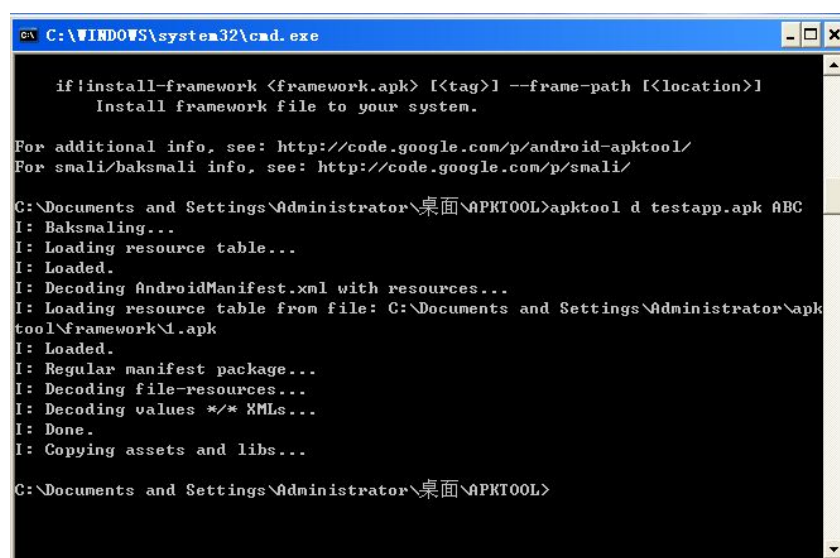 C:\WINDOWS\system32\cmd.exe
if|install-framework <framework.apk> [<tag>] --frame-path [<location>]
Install framework file to your system.
For additional info, see: http://code.google.com/p/android-apktool/
For smali/baksmali info, see: http://code.google.com/p/smali/
C:\Documents and Settings\Administrator\桌面\APKTOOL>apktool d testapp.apk ABC
I: Baksmaling...
I: Loading resource table...
I: Loaded.
I: Decoding AndroidManifest.xml with resources...
I: Loading resource table from file: C:\Documents and Settings\Administrator\apk
tool\framework\1.apk
I: Loaded.
I: Regular manifest package...
I: Decoding file-resources...
I: Decoding values */* XMLs...
I: Done.
I: Copying assets and libs...
C:\Documents and Settings\Administrator\桌面\APKTOOL>